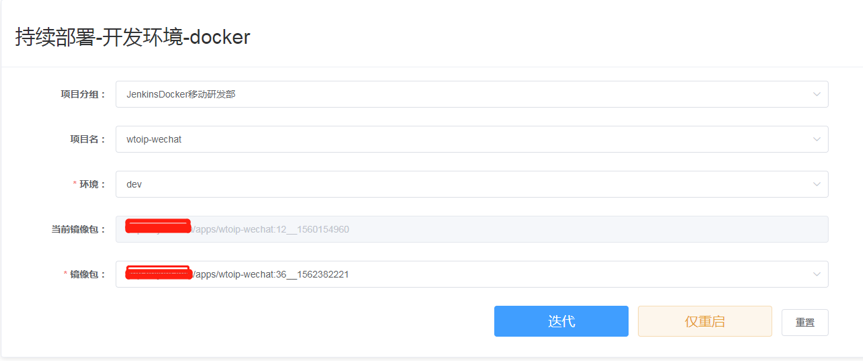 持续部署-开发环境-docker
项目分组： JenkinsDocker移动研发部
项目名： wtoip-wechat
* 环境： dev
当前镜像包： /apps/wtoip-wechat:12__1560154960
* 镜像包： /apps/wtoip-wechat:36__1562382221
迭代 仅重启 重置